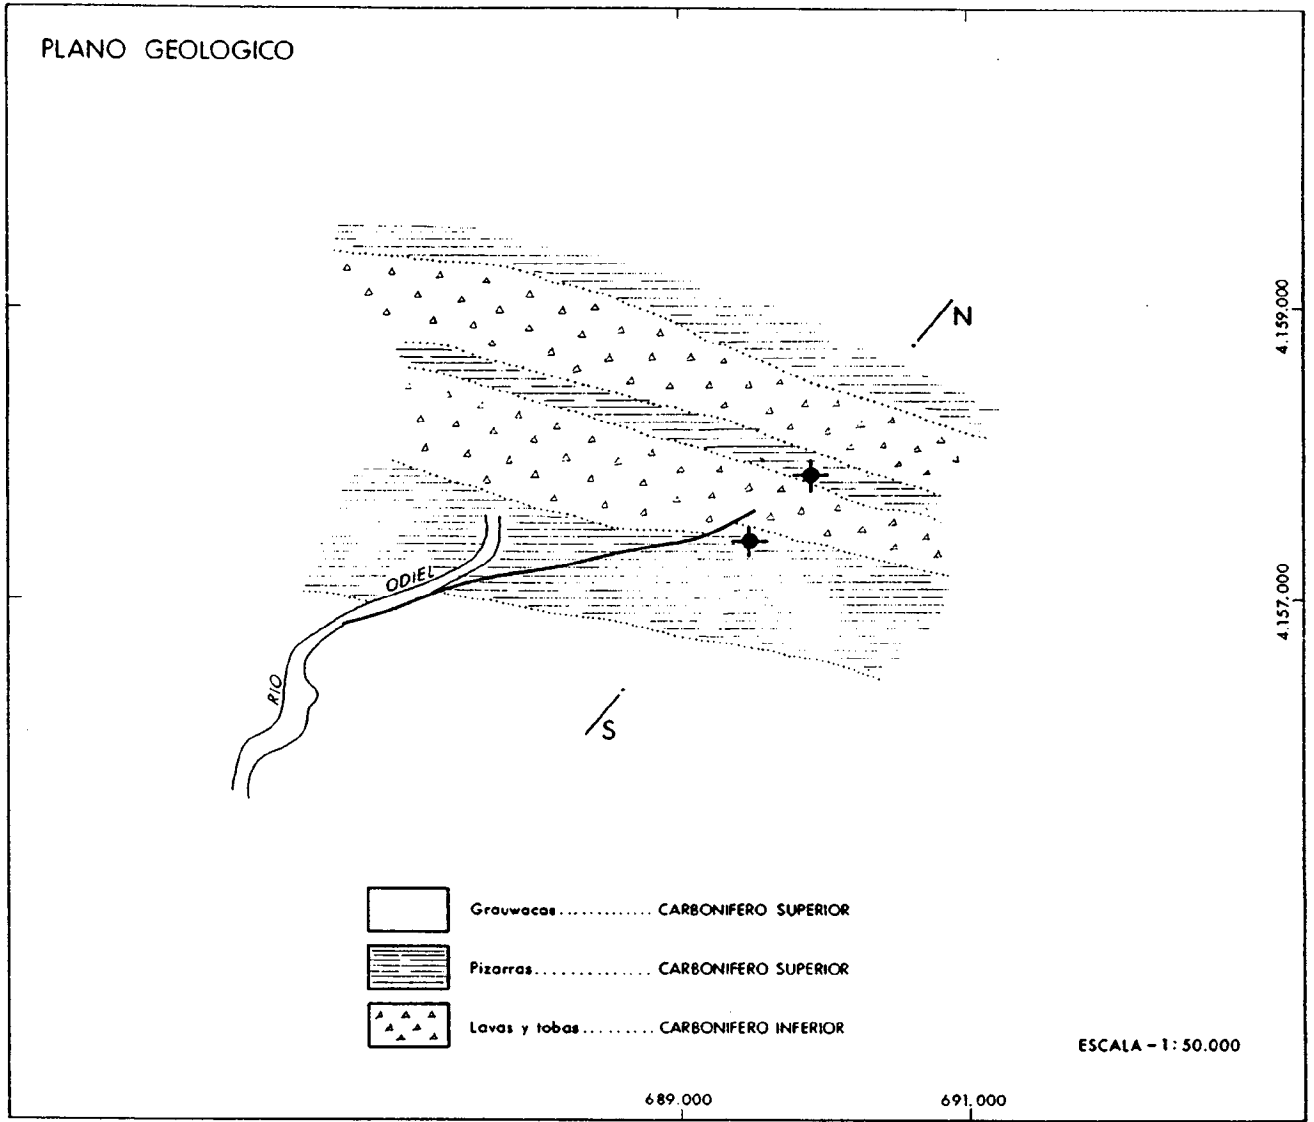 PLANO GEOLOGICO
N
4.159.000
4.157.000
ODIEL
RIO
S
Grauwacas............ CARBONIFERO SUPERIOR
Pizarras.............. CARBONIFERO SUPERIOR
Lavas y tobas......... CARBONIFERO INFERIOR
ESCALA - 1: 50.000
689.000
691.000